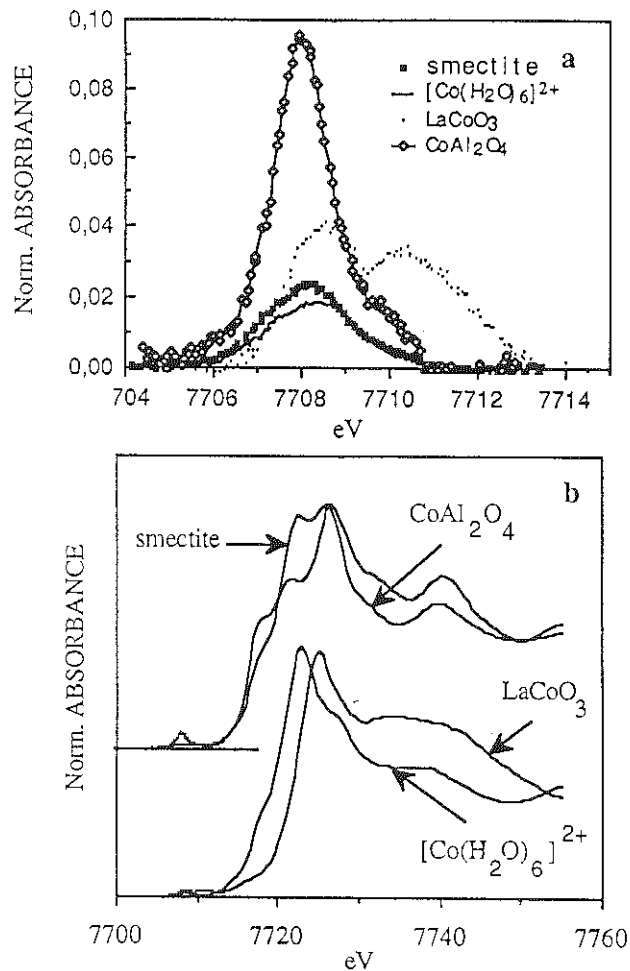 a
0,10
0,08
0,06
0,04
0,02
0,00
Norm. ABSORBANCE
smectite
[Co(H2O)6]2+
LaCoO3
CoAl2O4
704 7706 7708 7710 7712 7714
eV
b
Norm. ABSORBANCE
smectite
CoAl2O4
LaCoO3
[Co(H2O)6]2+
7700 7720 7740 7760
eV